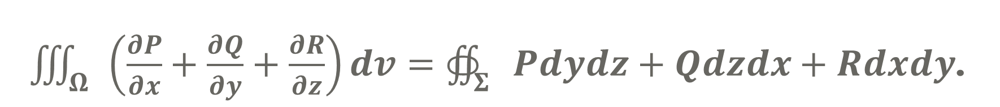 ∭_Ω (∂P/∂x + ∂Q/∂y + ∂R/∂z) dv = ∯_Σ Pdydz + Qdzdx + Rdxdy.